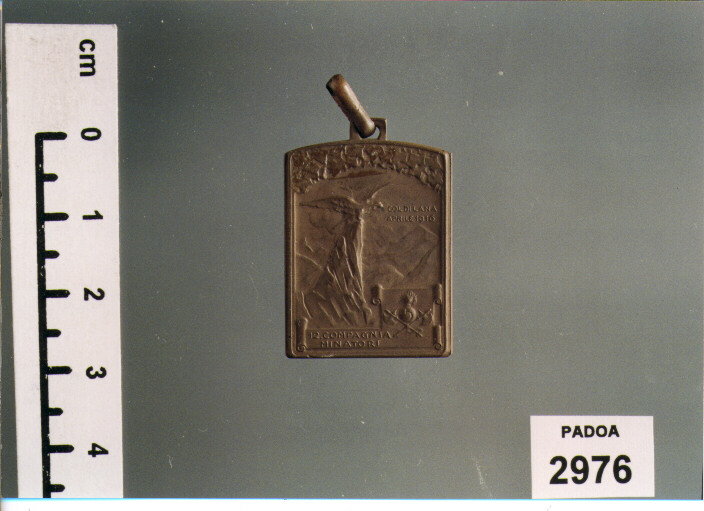 cm
0
1
2
3
4
COL DI LANA
APRILE 1916
12 COMPAGNIA
MINATORI
PADOA
2976